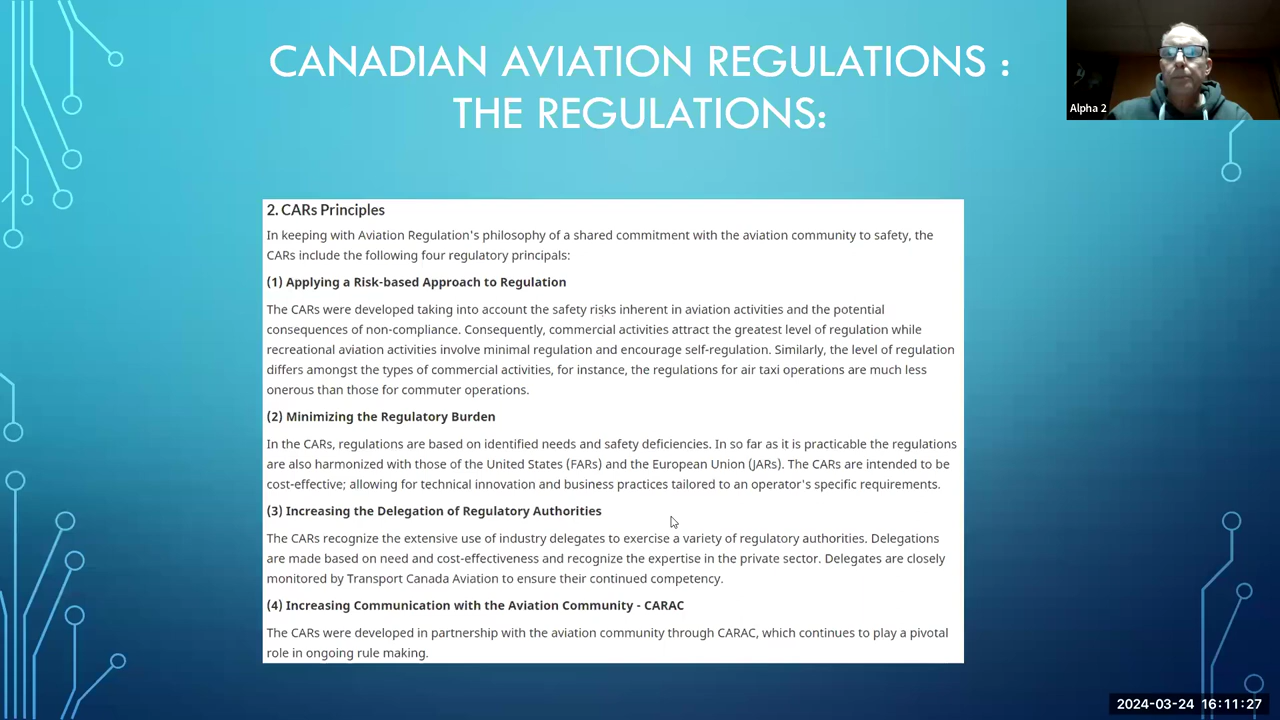 CANADIAN AVIATION REGULATIONS :
THE REGULATIONS:
Alpha 2
2. CARs Principles
In keeping with Aviation Regulation's philosophy of a shared commitment with the aviation community to safety, the
CARs include the following four regulatory principals:
(1) Applying a Risk-based Approach to Regulation
The CARs were developed taking into account the safety risks inherent in aviation activities and the potential
consequences of non-compliance. Consequently, commercial activities attract the greatest level of regulation while
recreational aviation activities involve minimal regulation and encourage self-regulation. Similarly, the level of regulation
differs amongst the types of commercial activities, for instance, the regulations for air taxi operations are much less
onerous than those for commuter operations.
(2) Minimizing the Regulatory Burden
In the CARs, regulations are based on identified needs and safety deficiencies. In so far as it is practicable the regulations
are also harmonized with those of the United States (FARs) and the European Union (JARs). The CARs are intended to be
cost-effective; allowing for technical innovation and business practices tailored to an operator's specific requirements.
(3) Increasing the Delegation of Regulatory Authorities
The CARs recognize the extensive use of industry delegates to exercise a variety of regulatory authorities. Delegations
are made based on need and cost-effectiveness and recognize the expertise in the private sector. Delegates are closely
monitored by Transport Canada Aviation to ensure their continued competency.
(4) Increasing Communication with the Aviation Community - CARAC
The CARs were developed in partnership with the aviation community through CARAC, which continues to play a pivotal
role in ongoing rule making.
2024-03-24 16:11:27